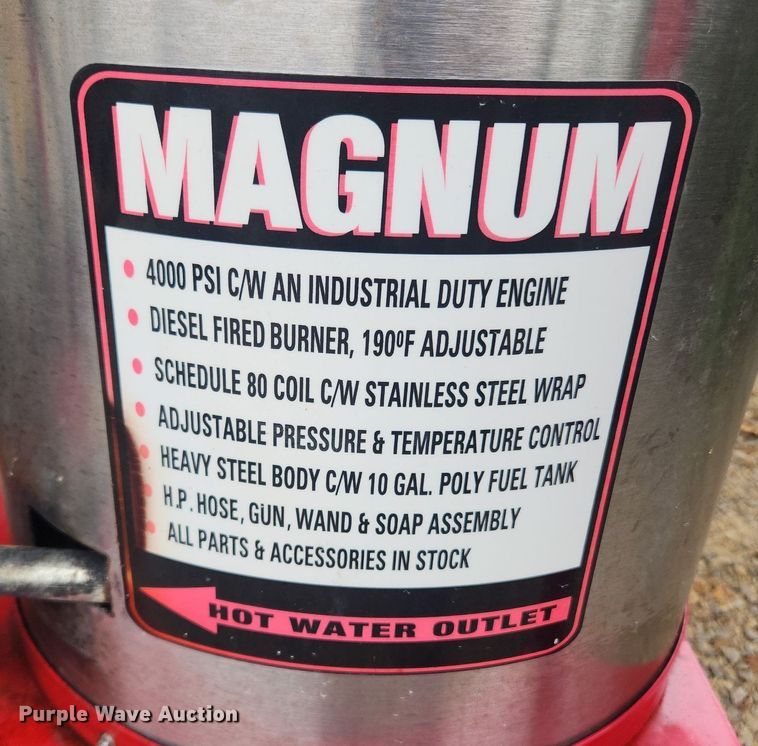 MAGNUM
• 4000 PSI C/W AN INDUSTRIAL DUTY ENGINE
• DIESEL FIRED BURNER, 190ºF ADJUSTABLE
• SCHEDULE 80 COIL C/W STAINLESS STEEL WRAP
• ADJUSTABLE PRESSURE & TEMPERATURE CONTROL
• HEAVY STEEL BODY C/W 10 GAL. POLY FUEL TANK
• H.P. HOSE, GUN, WAND & SOAP ASSEMBLY
• ALL PARTS & ACCESSORIES IN STOCK
HOT WATER OUTLET
Purple Wave Auction